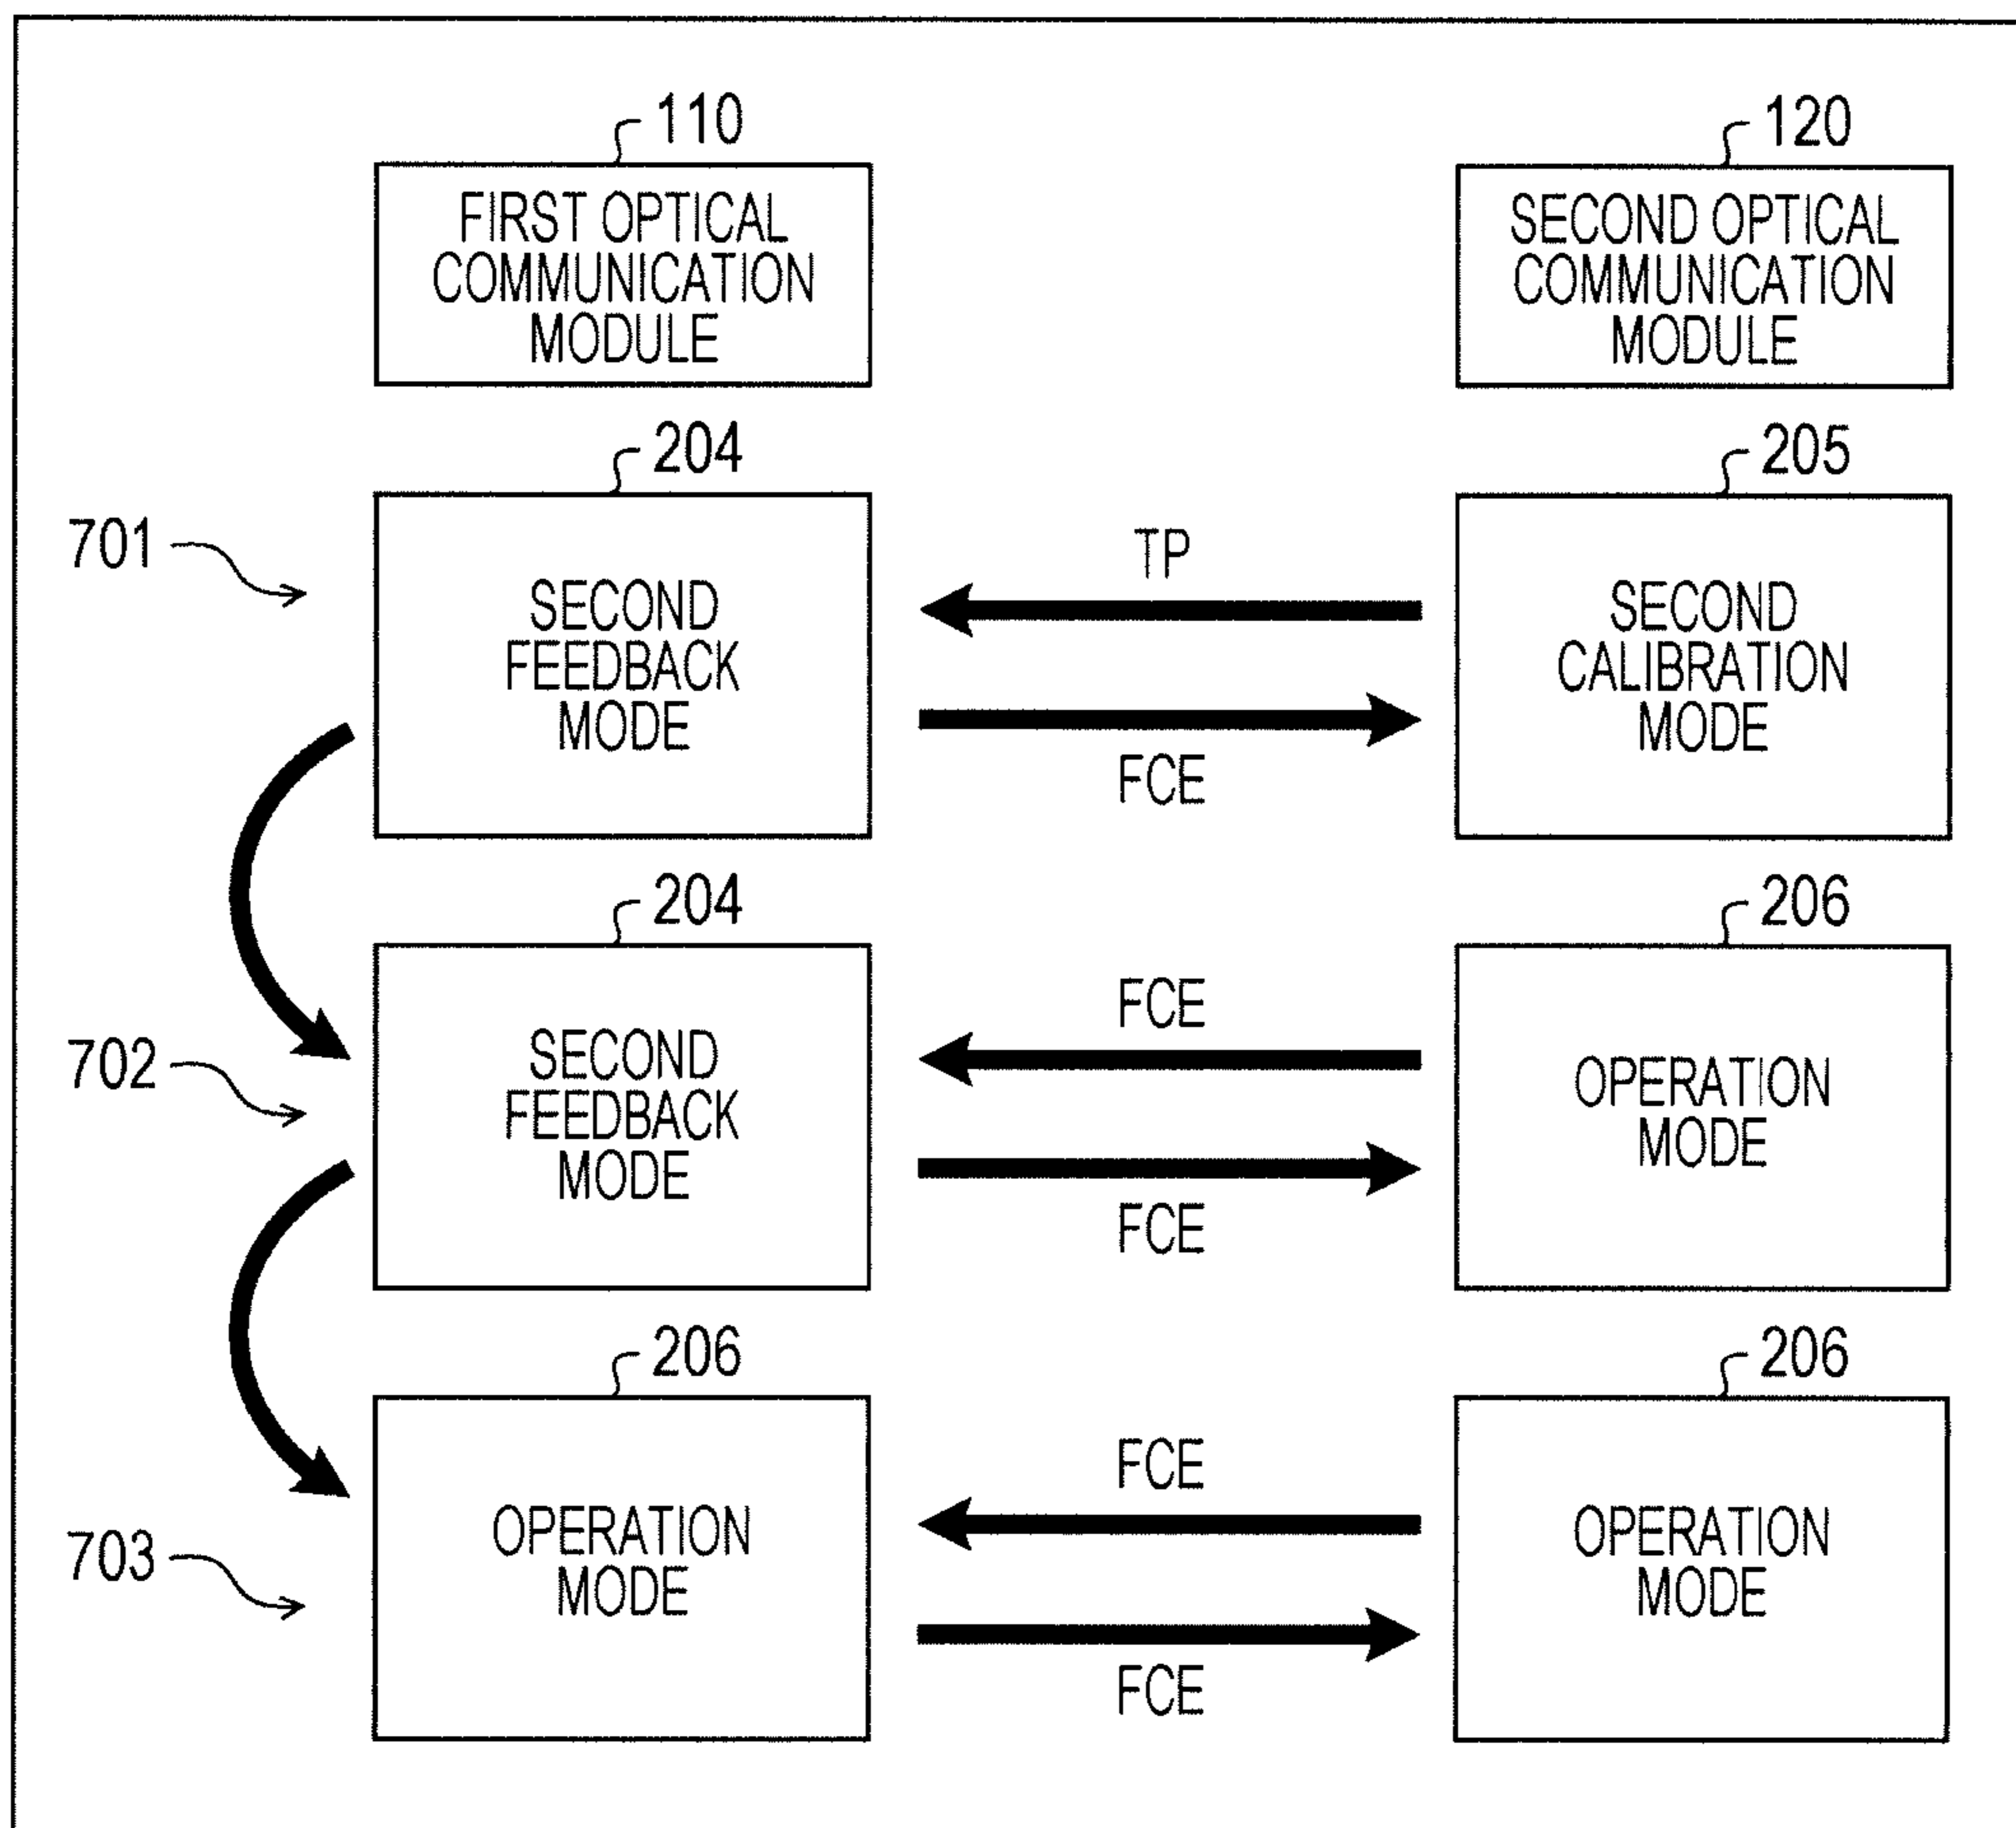 110
120
FIRST OPTICAL
COMMUNICATION
MODULE
SECOND OPTICAL
COMMUNICATION
MODULE
204
205
701
SECOND
FEEDBACK
MODE
TP
FCE
SECOND
CALIBRATION
MODE
204
206
702
SECOND
FEEDBACK
MODE
FCE
FCE
OPERATION
MODE
206
206
703
OPERATION
MODE
FCE
FCE
OPERATION
MODE